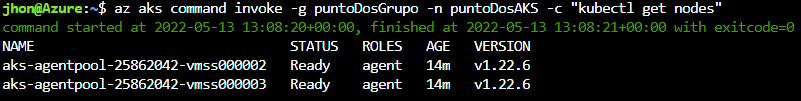 jhon@Azure:~$ az aks command invoke -g puntoDosGrupo -n puntoDosAKS -c "kubectl get nodes"
command started at 2022-05-13 13:08:20+00:00, finished at 2022-05-13 13:08:21+00:00 with exitcode=0
NAME                                STATUS   ROLES   AGE   VERSION
aks-agentpool-25862042-vmss000002   Ready    agent   14m   v1.22.6
aks-agentpool-25862042-vmss000003   Ready    agent   14m   v1.22.6